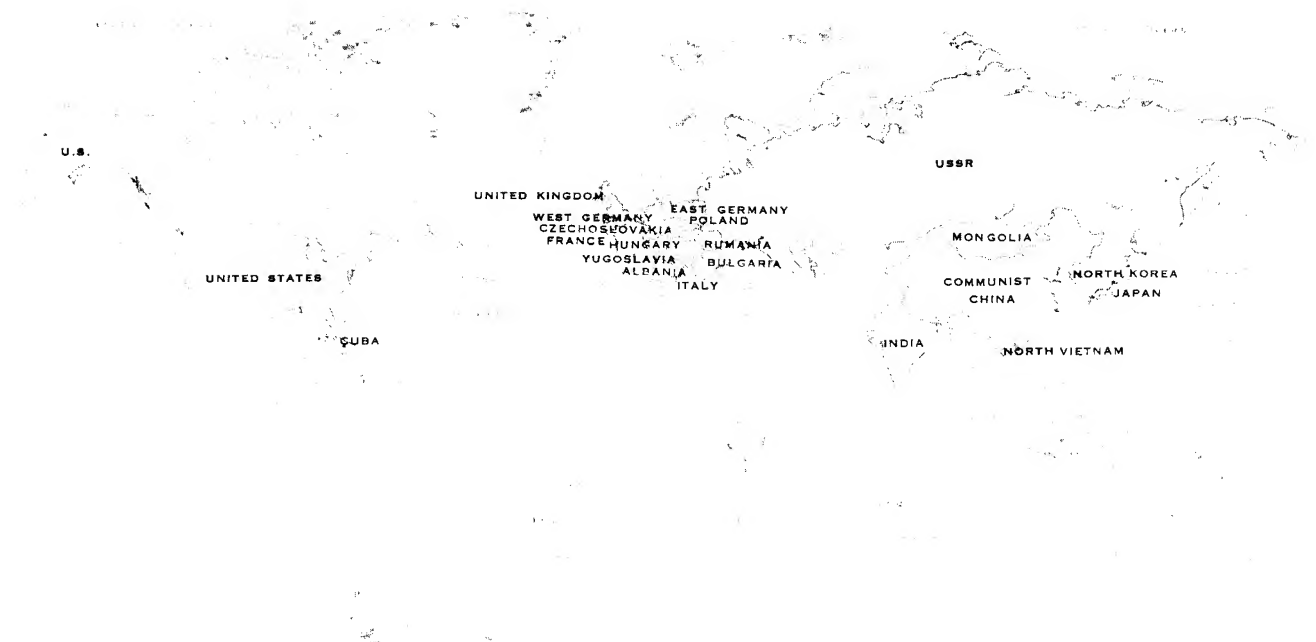 U.S.
USSR
UNITED KINGDOM
EAST GERMANY
WEST GERMANY
POLAND
CZECHOSLOVAKIA
FRANCE
HUNGARY
RUMANIA
MONGOLIA
YUGOSLAVIA
BULGARIA
ALBANIA
ITALY
UNITED STATES
COMMUNIST
CHINA
NORTH KOREA
JAPAN
CUBA
INDIA
NORTH VIETNAM